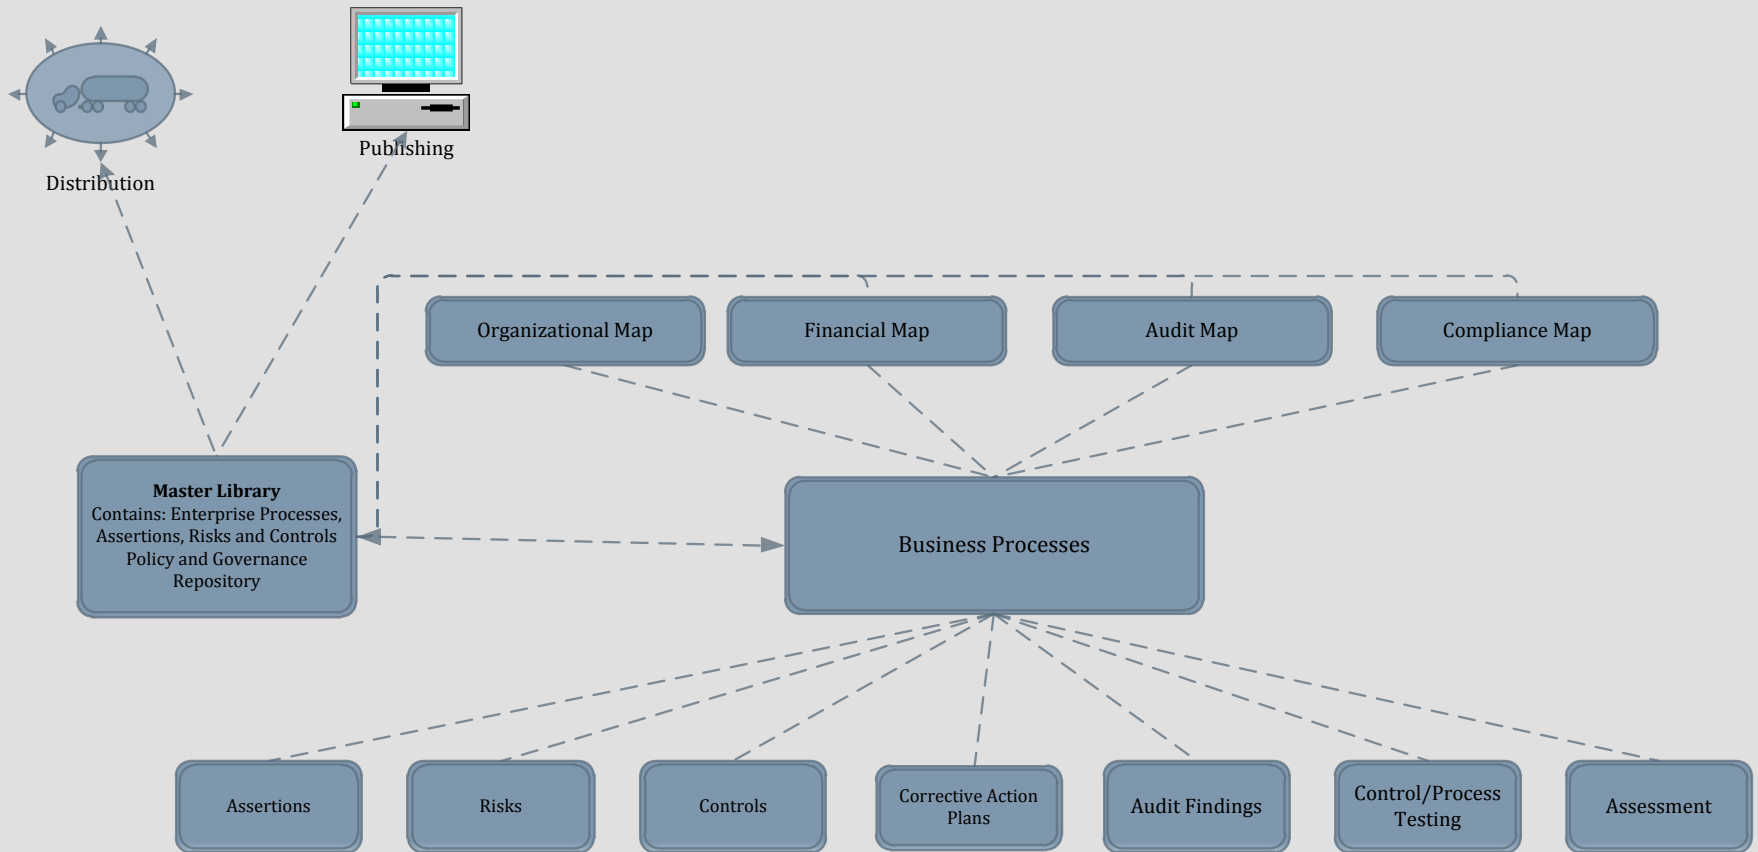 Publishing
Distribution
Organizational Map
Financial Map
Audit Map
Compliance Map
Master Library
Contains: Enterprise Processes,
Assertions, Risks and Controls
Policy and Governance
Repository
Business Processes
Assertions
Risks
Controls
Corrective Action
Plans
Audit Findings
Control/Process
Testing
Assessment